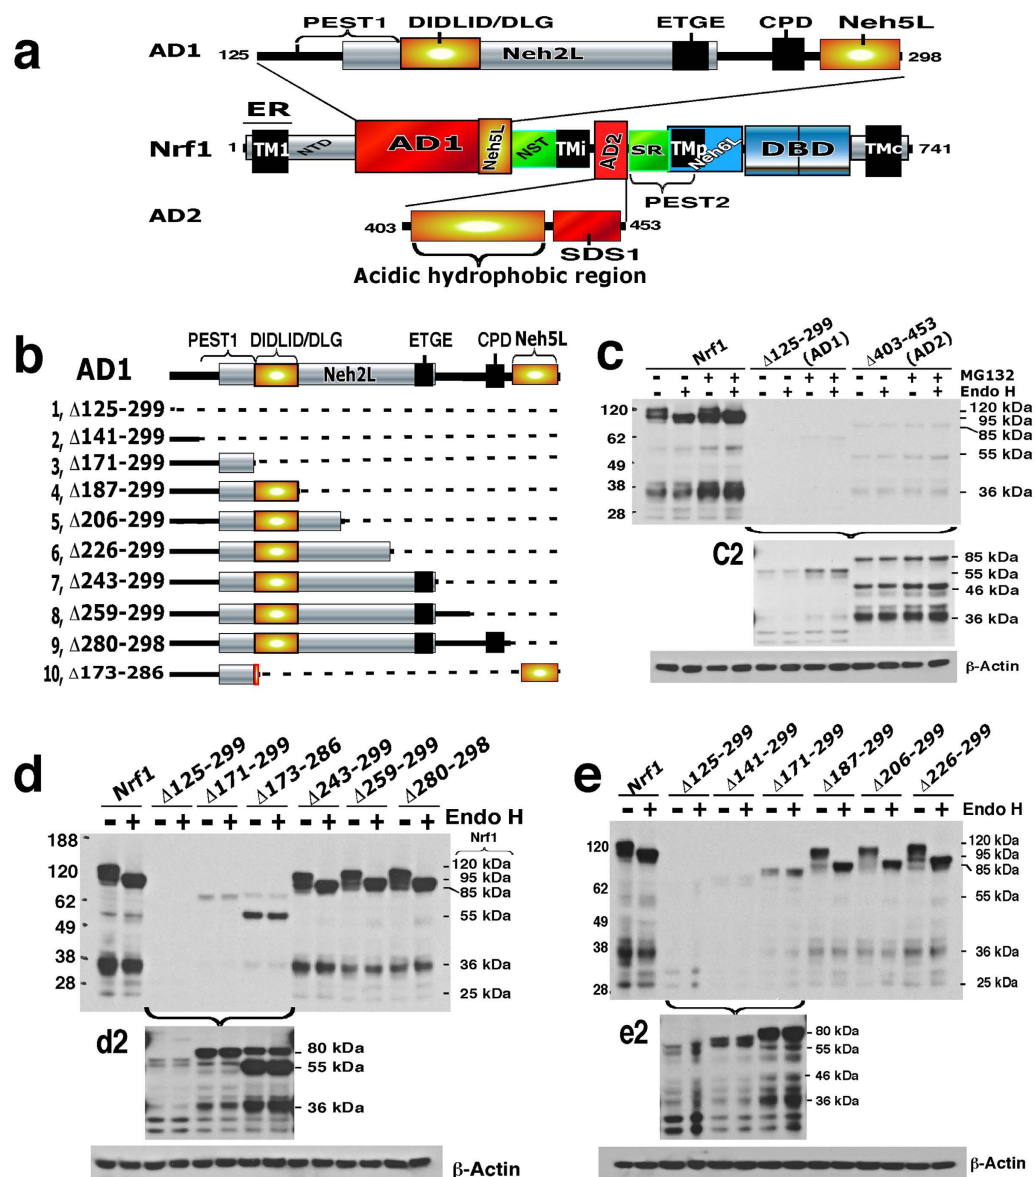 a
PEST1 DIDLID/DLG ETGE CPD Neh5L
AD1 125 Neh2L 298
ER
Nrf1 1 TM1 NTD AD1 Neh5L NST TMi AD2 SR TMp Neh6L DBD TMc 741
PEST2
AD2 403 453
SDS1
Acidic hydrophobic region
b
PEST1 DIDLID/DLG ETGE CPD Neh5L
AD1 Neh2L
1, Δ125-299
2, Δ141-299
3, Δ171-299
4, Δ187-299
5, Δ206-299
6, Δ226-299
7, Δ243-299
8, Δ259-299
9, Δ280-298
10, Δ173-286
c
Nrf1 Δ125-299 (AD1) Δ403-453 (AD2)
- - + + - - + + - - + + MG132
- + - + - + - + - + - + Endo H
120
62
49
38
28
120 kDa
95 kDa
85 kDa
55 kDa
36 kDa
C2
85 kDa
55 kDa
46 kDa
36 kDa
β-Actin
d
Nrf1 Δ125-299 Δ171-299 Δ173-286 Δ243-299 Δ259-299 Δ280-298
- + - + - + - + - + - + - + Endo H
Nrf1
188
120
62
49
38
28
120 kDa
95 kDa
85 kDa
55 kDa
36 kDa
25 kDa
d2
80 kDa
55 kDa
36 kDa
β-Actin
e
Nrf1 Δ125-299 Δ141-299 Δ171-299 Δ187-299 Δ206-299 Δ226-299
- + - + - + - + - + - + - + Endo H
120
62
49
38
28
120 kDa
95 kDa
85 kDa
55 kDa
36 kDa
25 kDa
e2
80 kDa
55 kDa
46 kDa
36 kDa
β-Actin